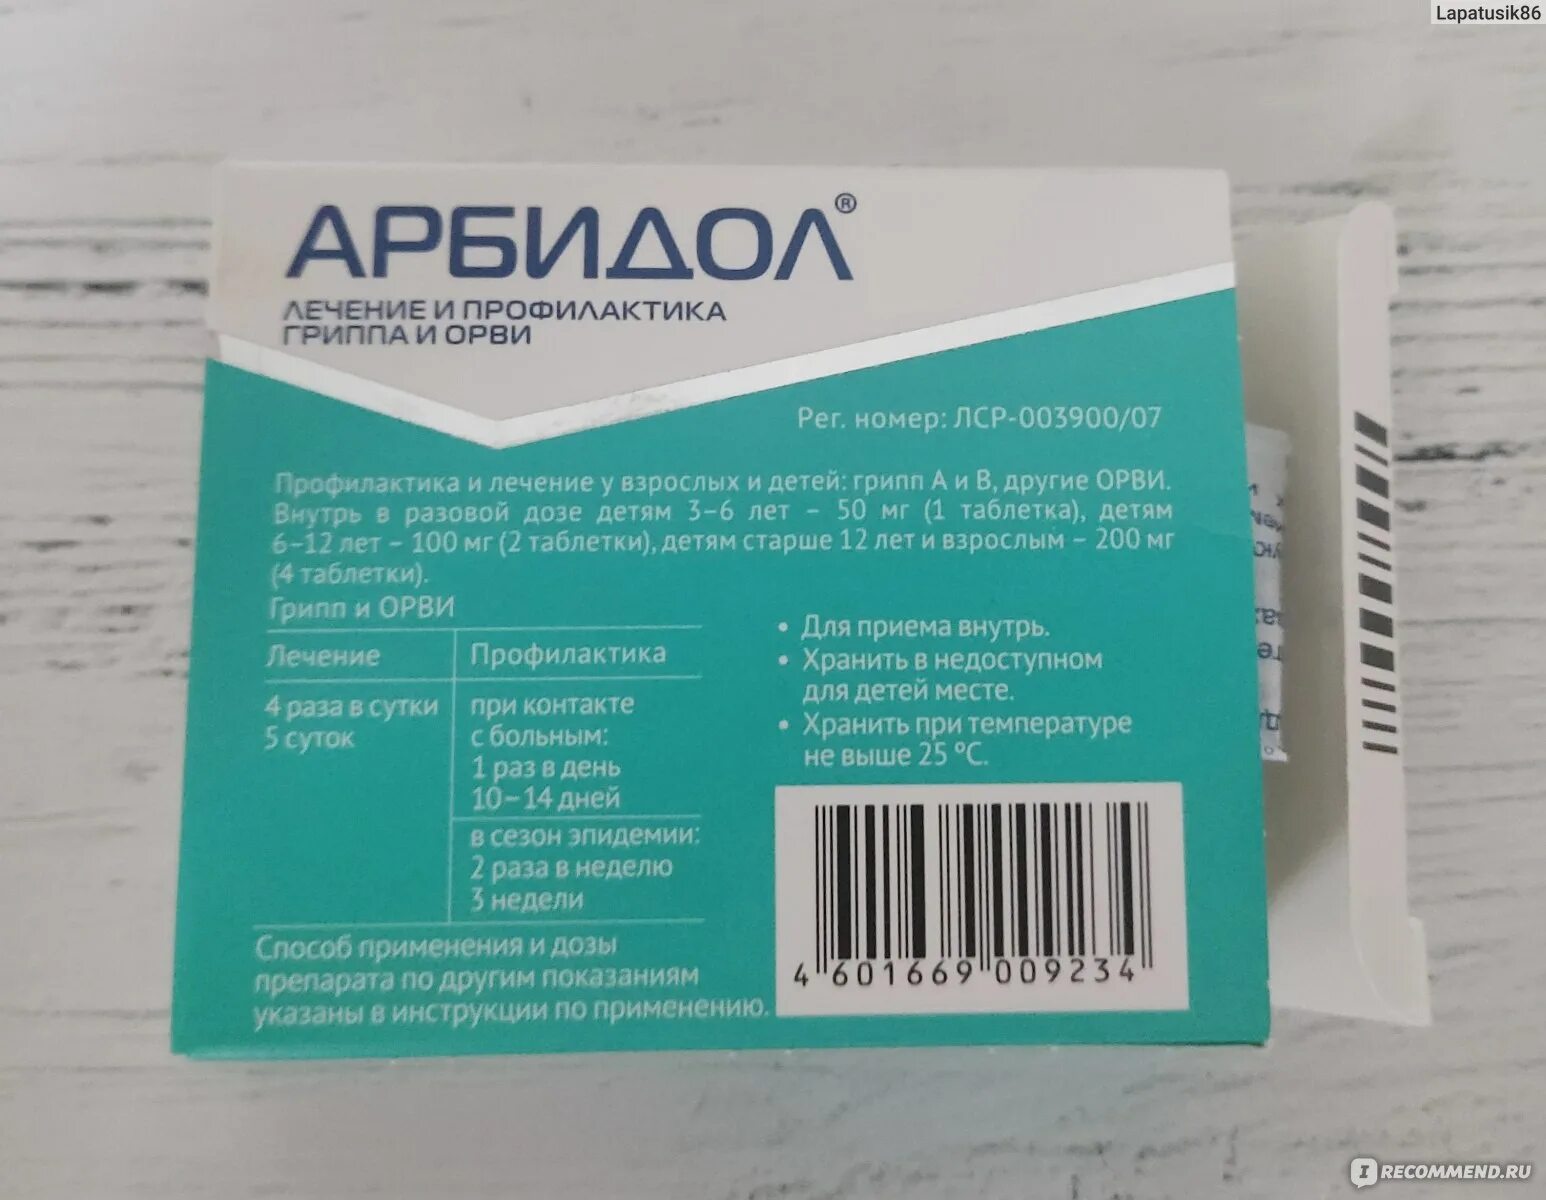 Lapatusik86
АРБИДОЛ®
ЛЕЧЕНИЕ И ПРОФИЛАКТИКА
ГРИППА И ОРВИ
Рег. номер: ЛСР-003900/07
Профилактика и лечение у взрослых и детей: грипп А и В, другие ОРВИ.
Внутрь в разовой дозе детям 3–6 лет – 50 мг (1 таблетка), детям
6–12 лет – 100 мг (2 таблетки), детям старше 12 лет и взрослым – 200 мг
(4 таблетки).
Грипп и ОРВИ
Лечение
Профилактика
4 раза в сутки
5 суток
при контакте
с больным:
1 раз в день
10–14 дней
в сезон эпидемии:
2 раза в неделю
3 недели
Способ применения и дозы
препарата по другим показаниям
указаны в инструкции по применению.
• Для приема внутрь.
• Хранить в недоступном
для детей месте.
• Хранить при температуре
не выше 25 °С.
4 601669 009234
IRECOMMEND.RU